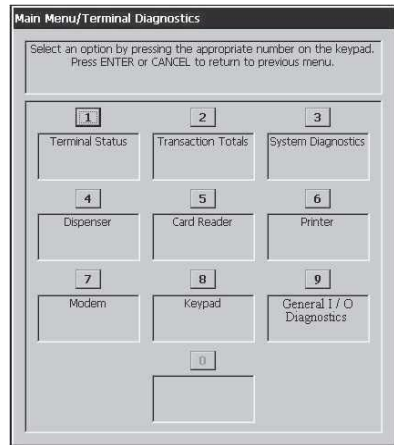 Main Menu/Terminal Diagnostics
Select an option by pressing the appropriate number on the keypad.
Press ENTER or CANCEL to return to previous menu.
1 2 3
Terminal Status Transaction Totals System Diagnostics
4 5 6
Dispenser Card Reader Printer
7 8 9
Modem Keypad General I / O
Diagnostics
0